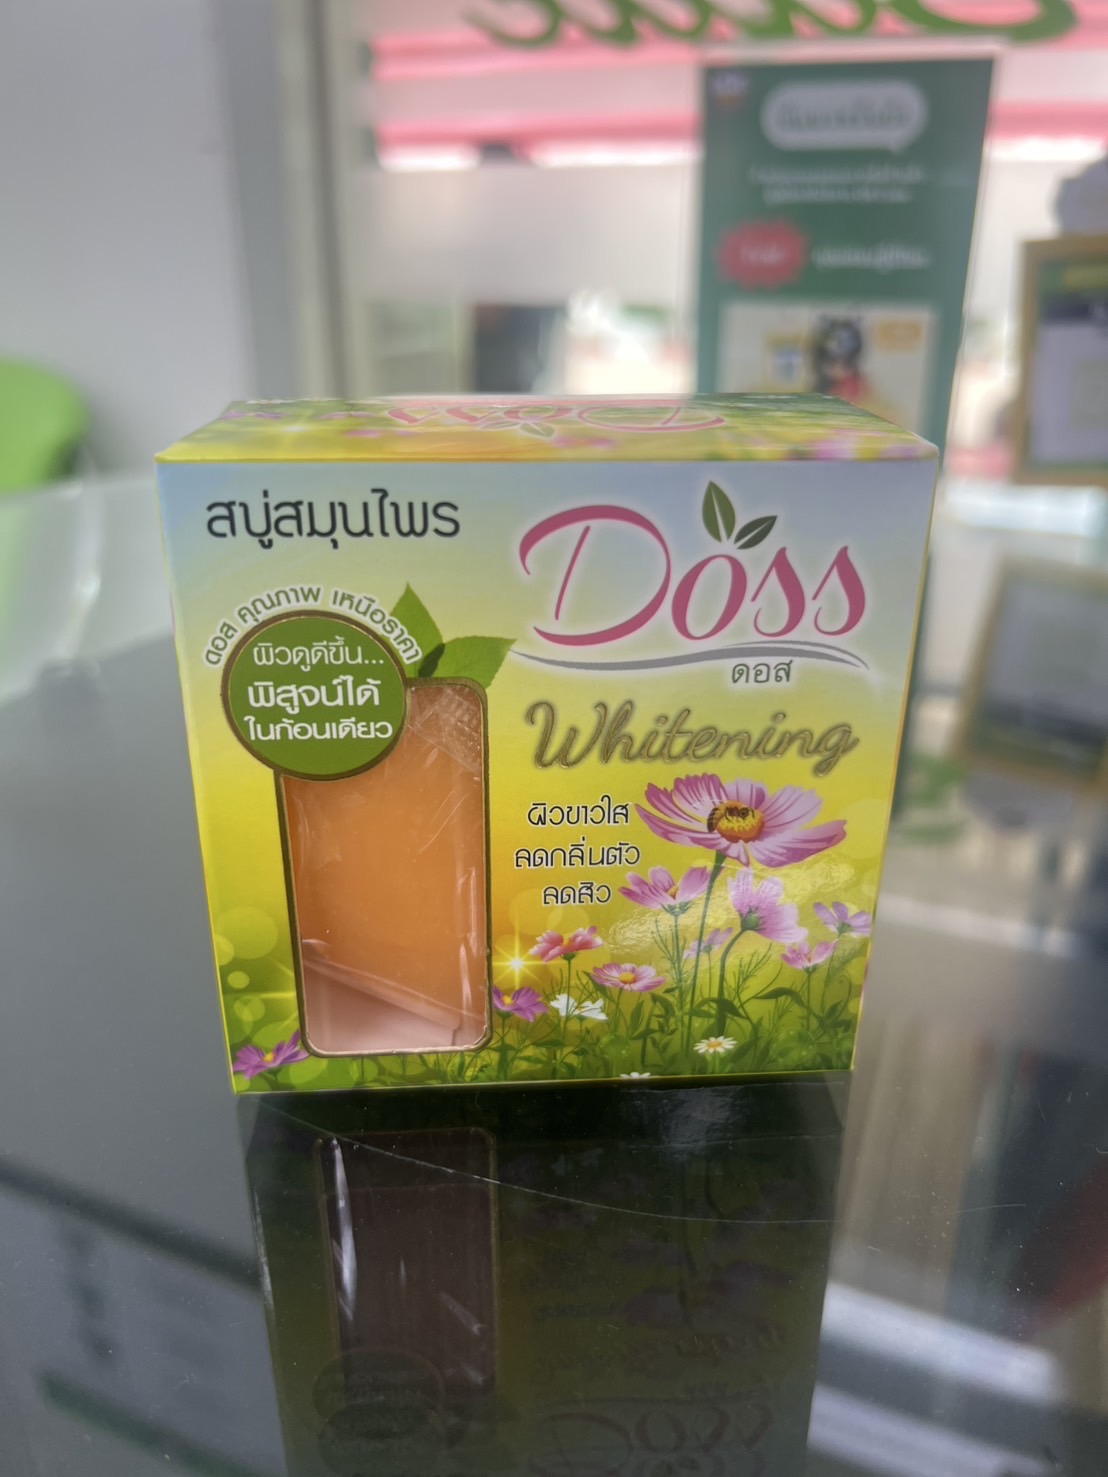 สบู่สมุนไพร
ดอส คุณภาพ เหนือราคา
ผิวดูดีขึ้น...
พิสูจน์ได้
ในก้อนเดียว
Doss
ดอส
Whitening
ผิวขาวใส
ลดกลิ่นตัว
ลดสิว